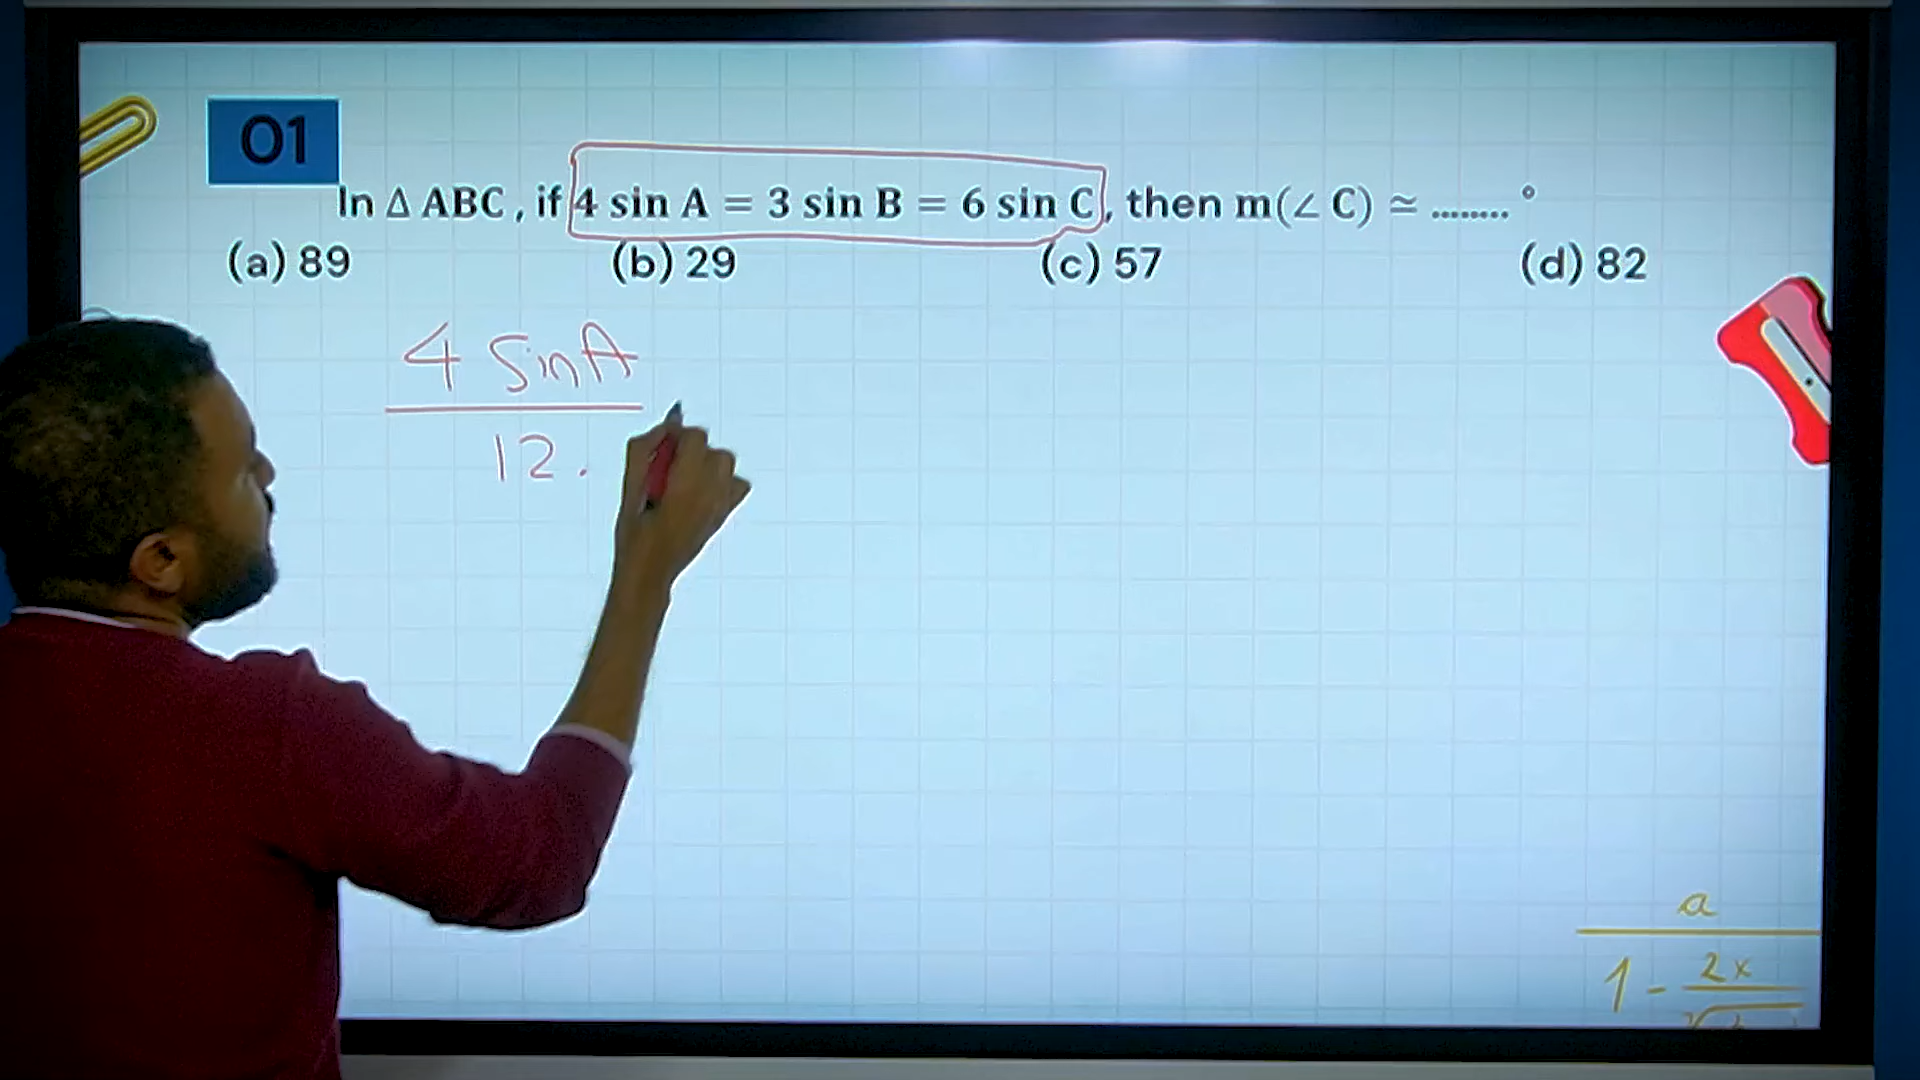 01
In Δ ABC, if 4 sin A = 3 sin B = 6 sin C, then m(∠ C) ≃ ........ °
(a) 89 (b) 29 (c) 57 (d) 82
4 sin A
12.
a
1 - 2x